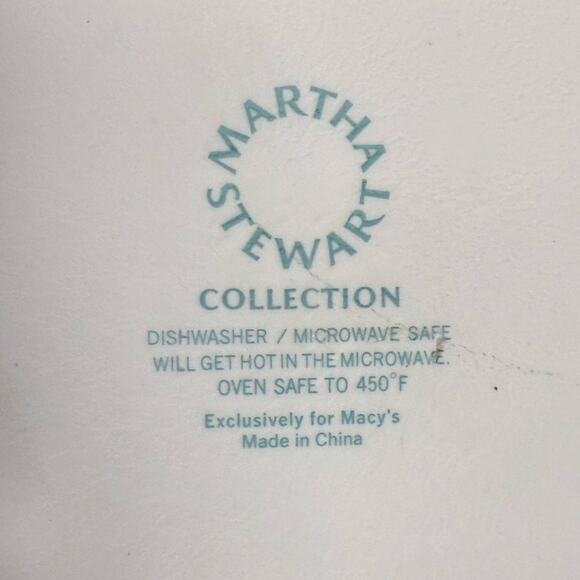 MARTHA
STEWART
COLLECTION
DISHWASHER / MICROWAVE SAFE
WILL GET HOT IN THE MICROWAVE.
OVEN SAFE TO 450°F
Exclusively for Macy's
Made in China